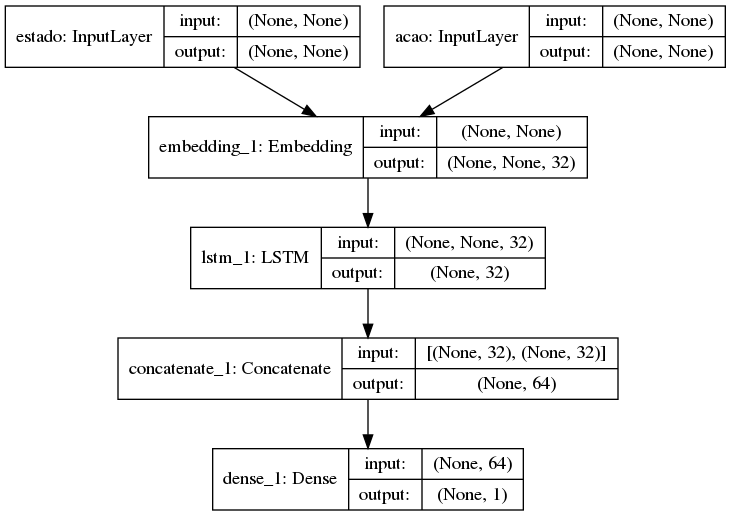 estado: InputLayer
input: (None, None)
output: (None, None)
acao: InputLayer
input: (None, None)
output: (None, None)
embedding_1: Embedding
input: (None, None)
output: (None, None, 32)
lstm_1: LSTM
input: (None, None, 32)
output: (None, 32)
concatenate_1: Concatenate
input: [(None, 32), (None, 32)]
output: (None, 64)
dense_1: Dense
input: (None, 64)
output: (None, 1)